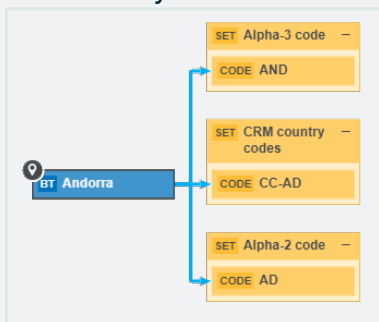 SET Alpha-3 code –
CODE AND
SET CRM country –
codes
BT Andorra
CODE CC-AD
SET Alpha-2 code –
CODE AD